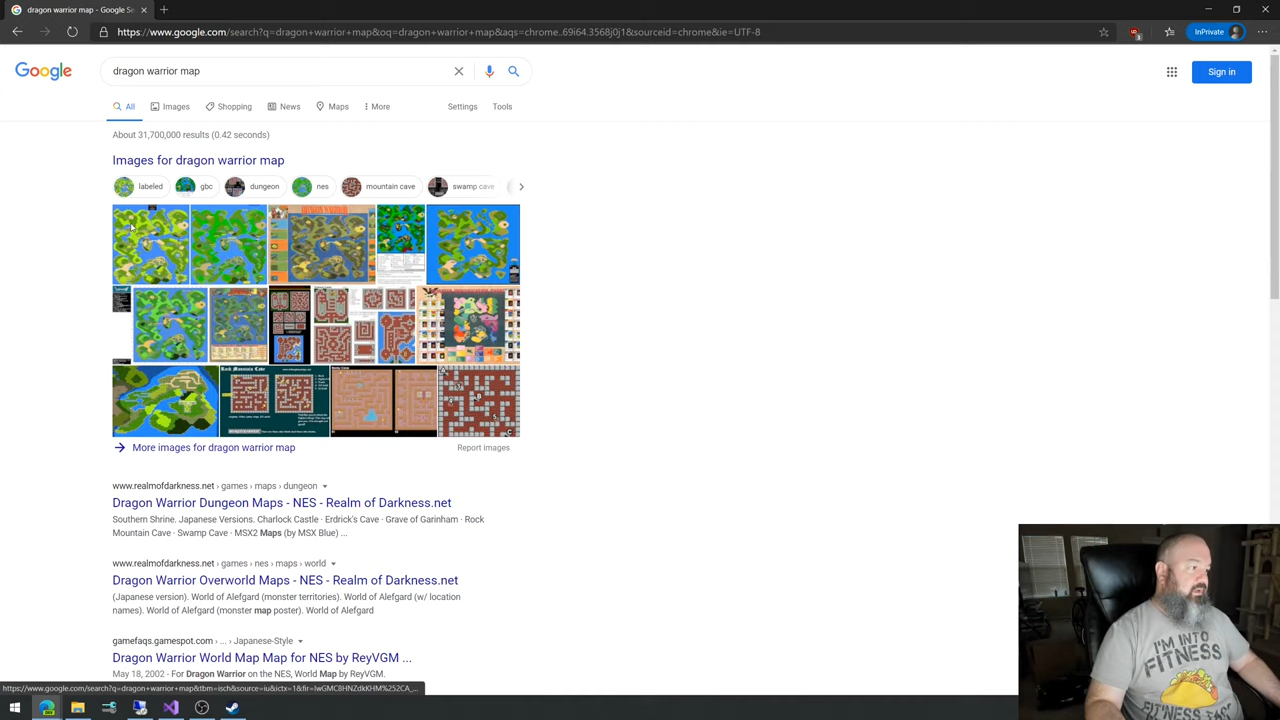 dragon warrior map - Google S
https://www.google.com/search?q=dragon+warrior+map&oq=dragon+warrior+map&aqs=chrome..69i64.3568j0j1&sourceid=chrome&ie=UTF-8
InPrivate
Google
dragon warrior map
Sign in
All Images Shopping News Maps More Settings Tools
About 31,700,000 results (0.42 seconds)
Images for dragon warrior map
labeled gbc dungeon nes mountain cave swamp cave
DRAGON WARRIOR
Rock Mountain Cave
More images for dragon warrior map
Report images
www.realmofdarkness.net › games › maps › dungeon
Dragon Warrior Dungeon Maps - NES - Realm of Darkness.net
Southern Shrine. Japanese Versions. Charlock Castle · Erdrick's Cave · Grave of Garinham · Rock
Mountain Cave · Swamp Cave · MSX2 Maps (by MSX Blue) ...
www.realmofdarkness.net › games › nes › maps › world
Dragon Warrior Overworld Maps - NES - Realm of Darkness.net
(Japanese version). World of Alefgard (monster territories). World of Alefgard (w/ location
names). World of Alefgard (monster map poster). World of Alefgard
gamefaqs.gamespot.com › ... › Japanese-Style
Dragon Warrior World Map Map for NES by ReyVGM ...
May 18, 2002 - For Dragon Warrior on the NES, World Map by ReyVGM.
I'M INTO
FITNESS
FIT'NESS